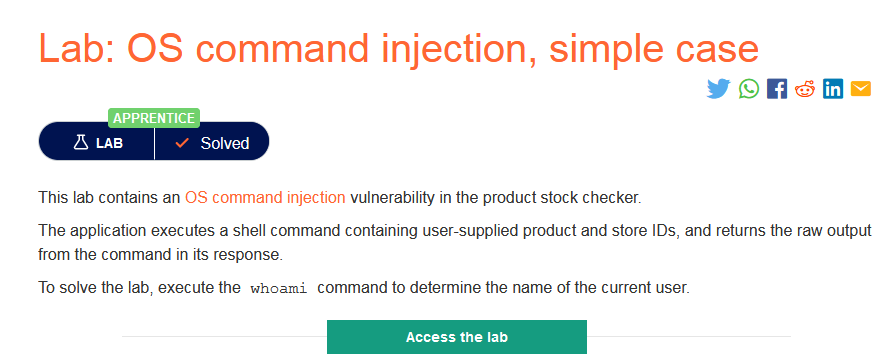 Lab: OS command injection, simple case
APPRENTICE
LAB Solved
This lab contains an OS command injection vulnerability in the product stock checker.
The application executes a shell command containing user-supplied product and store IDs, and returns the raw output
from the command in its response.
To solve the lab, execute the whoami command to determine the name of the current user.
Access the lab